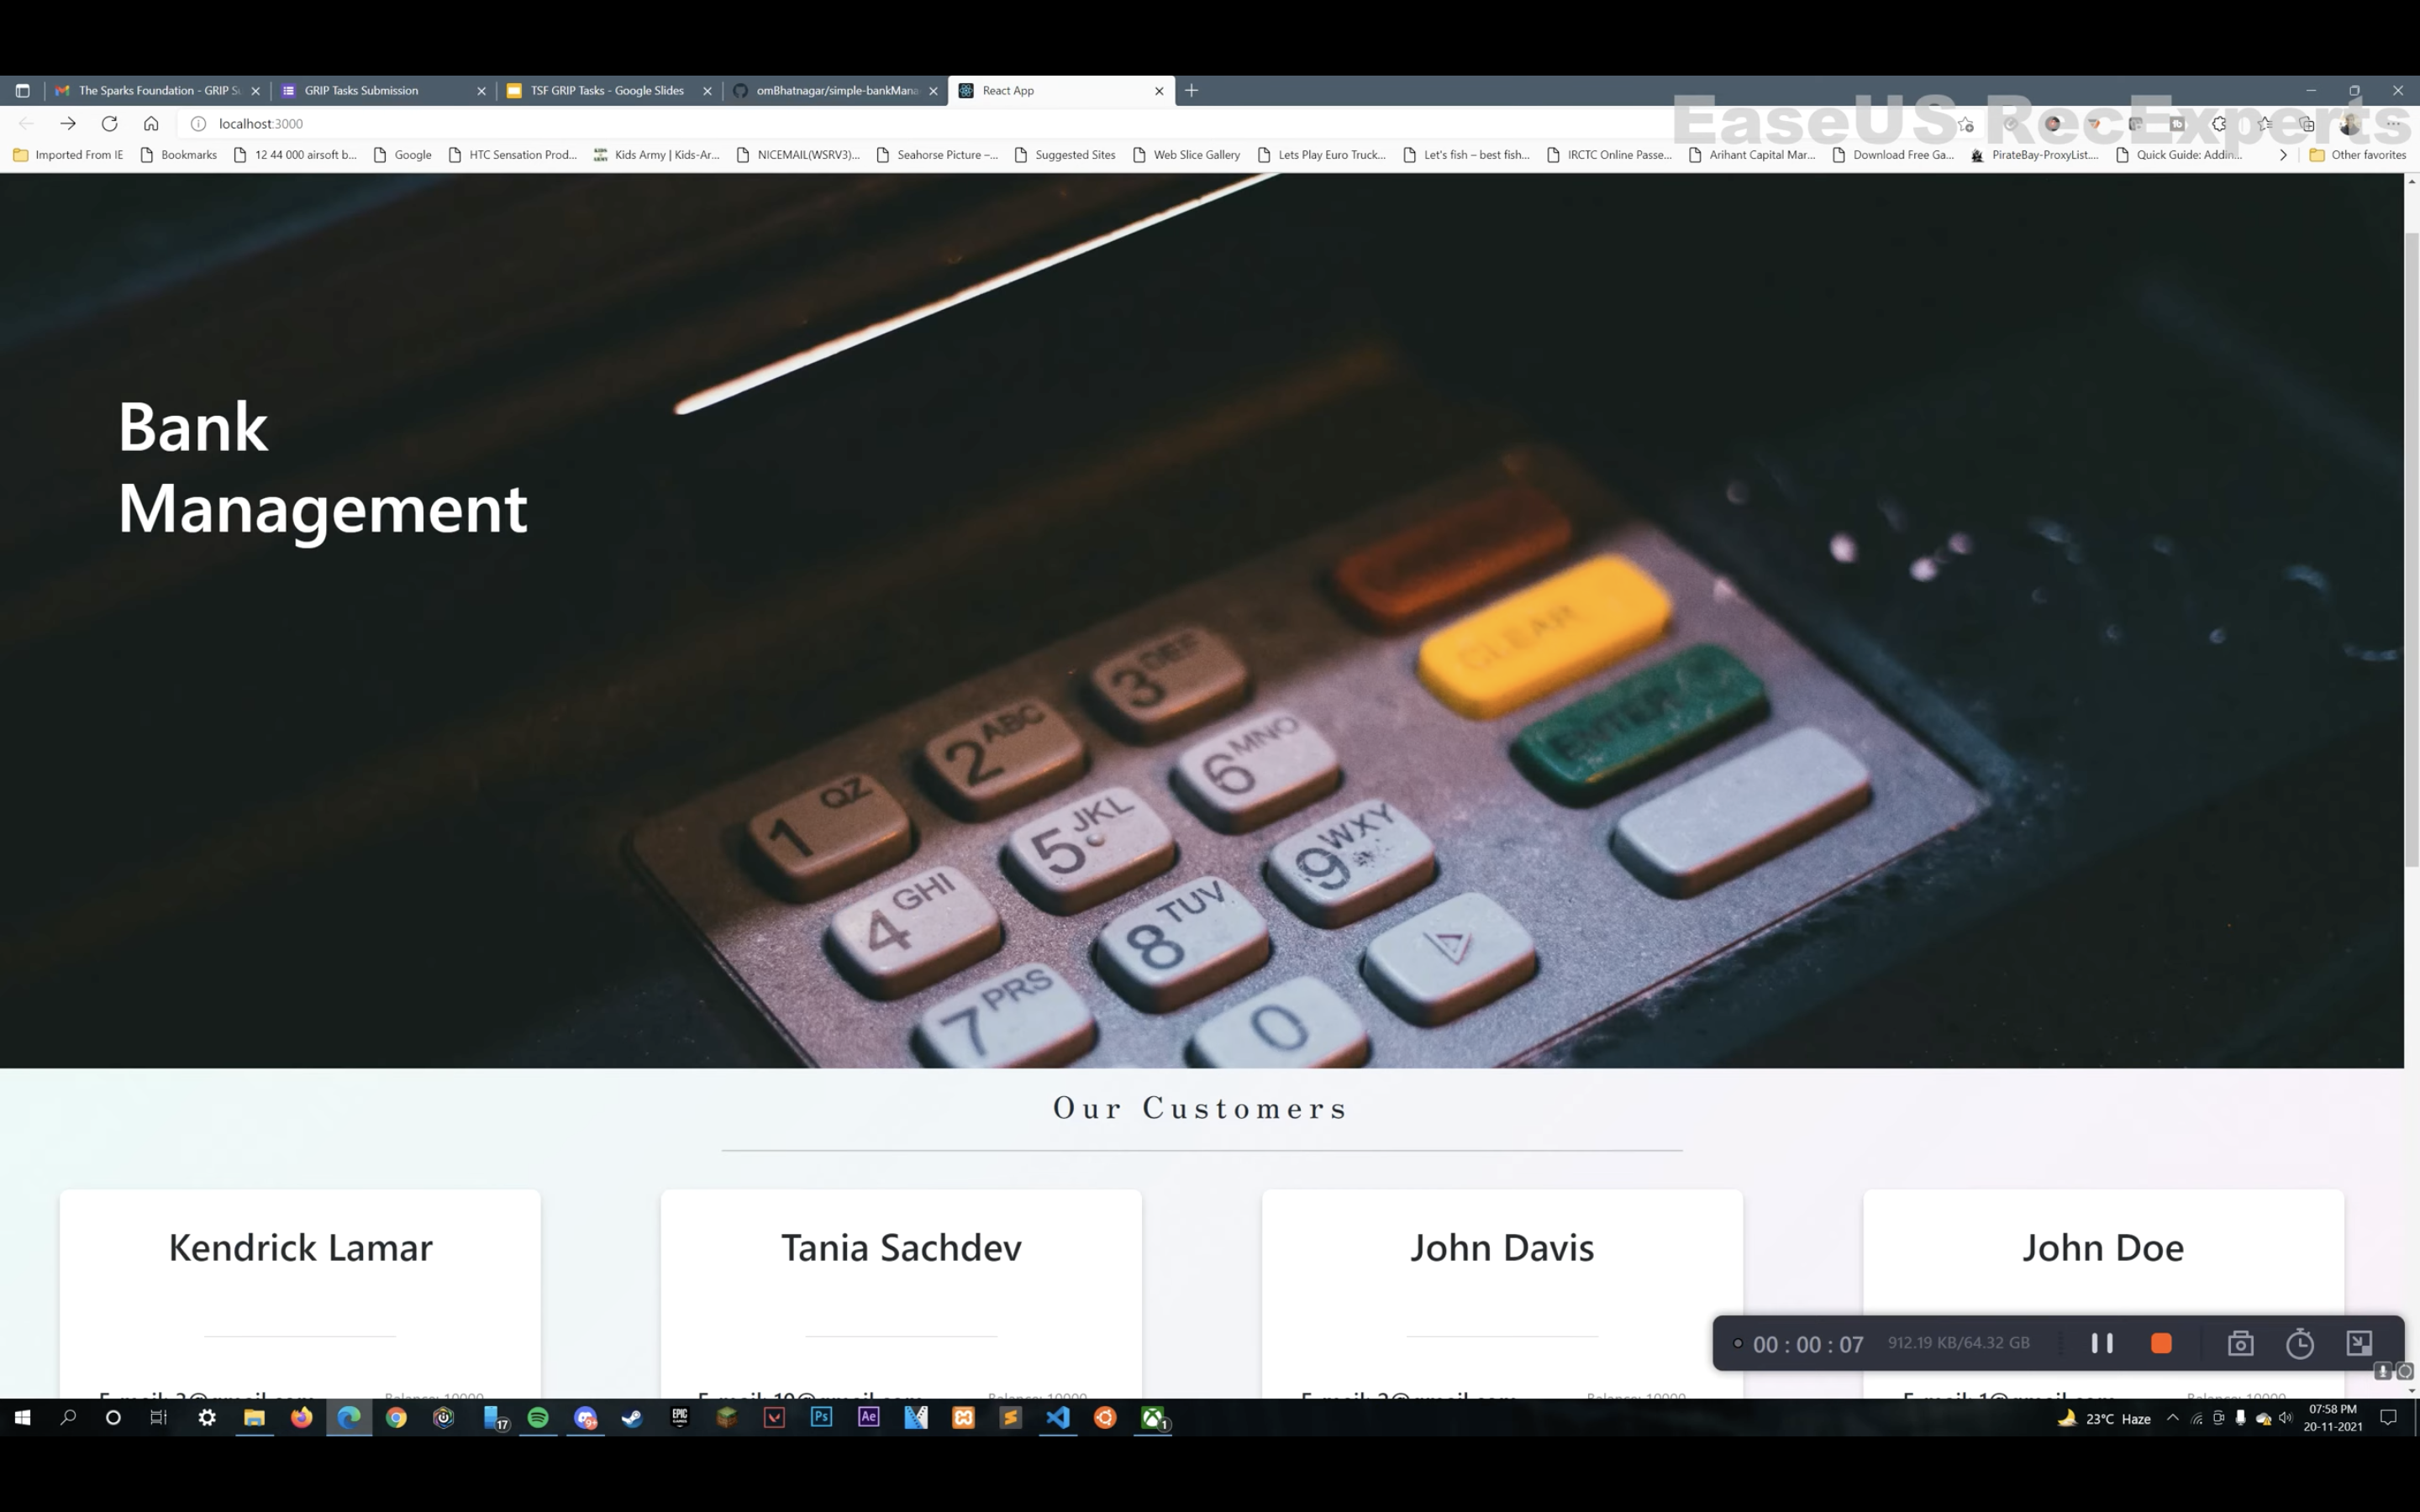 The Sparks Foundation - GRIP S
GRIP Tasks Submission
TSF GRIP Tasks - Google Slides
omBhatnagar/simple-bankMana
React App
EaseUS RecExperts
localhost:3000
Imported From IE
Bookmarks
12 44 000 airsoft b...
Google
HTC Sensation Prod...
Kids Army | Kids-Ar...
NICEMAIL(WSRV3)...
Seahorse Picture –...
Suggested Sites
Web Slice Gallery
Lets Play Euro Truck...
Let's fish – best fish...
IRCTC Online Passe...
Arihant Capital Mar...
Download Free Ga...
PirateBay-ProxyList....
Quick Guide: Addin...
Other favorites
Bank
Management
CLEAR
ENTER
1 QZ
2 ABC
3 DEF
4 GHI
5 JKL
6 MNO
7 PRS
8 TUV
9 WXY
0
Our Customers
Kendrick Lamar
Tania Sachdev
John Davis
John Doe
00 : 00 : 07
912.19 KB/64.32 GB
17
EPIC GAMES
Ps
Ae
1
23°C Haze
07:58 PM
20-11-2021